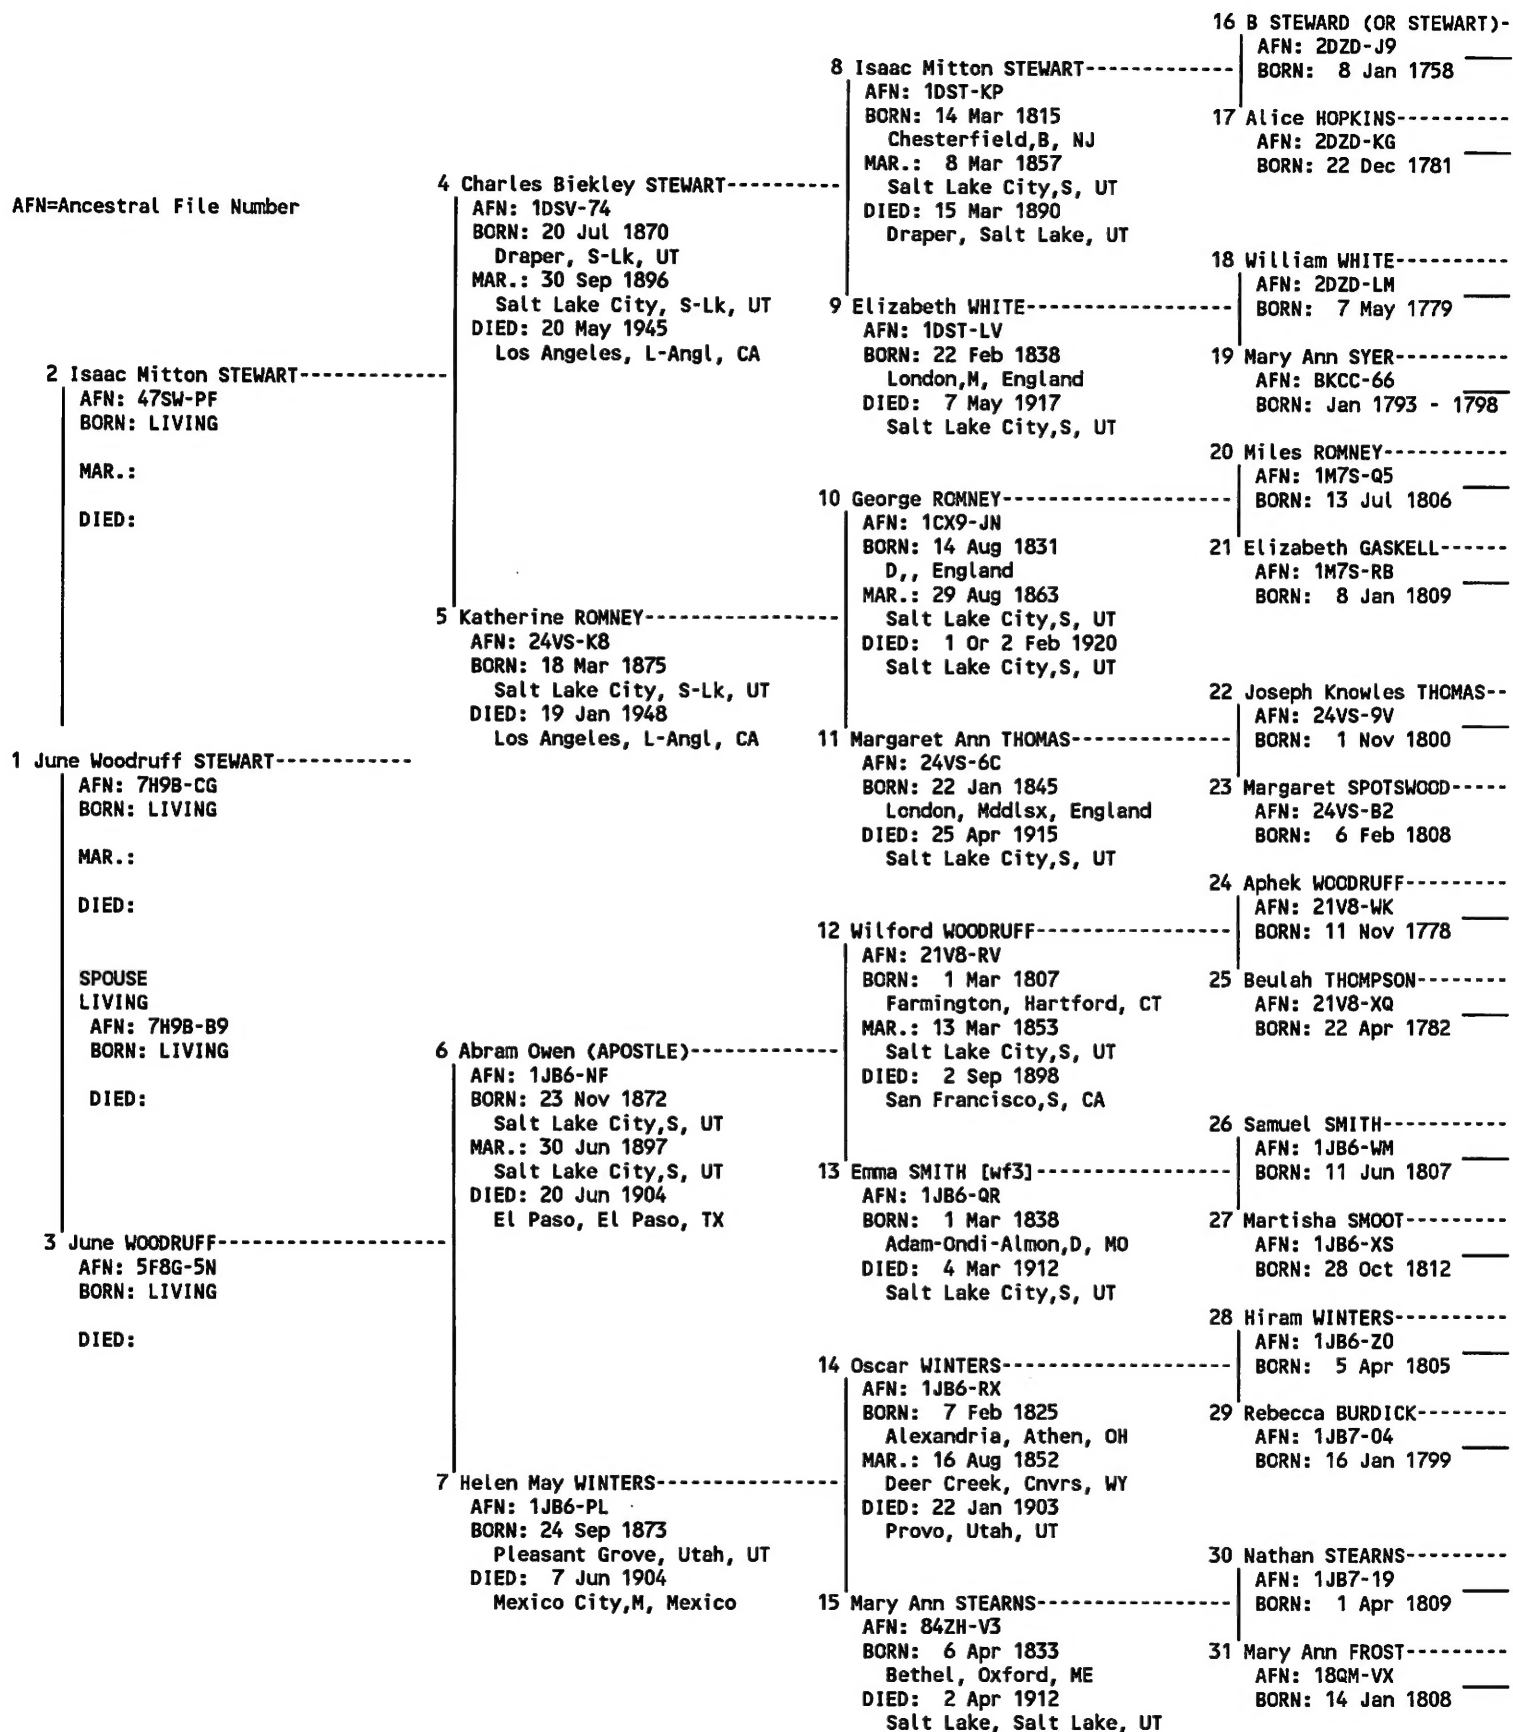 AFN=Ancestral File Number
1 June Woodruff STEWART
AFN: 7H9B-CG
BORN: LIVING
MAR.:
DIED:
SPOUSE
LIVING
AFN: 7H9B-B9
BORN: LIVING
DIED:
2 Isaac Mitton STEWART
AFN: 47SW-PF
BORN: LIVING
MAR.:
DIED:
3 June WOODRUFF
AFN: 5F8G-5N
BORN: LIVING
DIED:
4 Charles Biekley STEWART
AFN: 1DSV-74
BORN: 20 Jul 1870
Draper, S-Lk, UT
MAR.: 30 Sep 1896
Salt Lake City, S-Lk, UT
DIED: 20 May 1945
Los Angeles, L-Angl, CA
5 Katherine ROMNEY
AFN: 24VS-K8
BORN: 18 Mar 1875
Salt Lake City, S-Lk, UT
DIED: 19 Jan 1948
Los Angeles, L-Angl, CA
6 Abram Owen (APOSTLE)
AFN: 1JB6-NF
BORN: 23 Nov 1872
Salt Lake City,S, UT
MAR.: 30 Jun 1897
Salt Lake City,S, UT
DIED: 20 Jun 1904
El Paso, El Paso, TX
7 Helen May WINTERS
AFN: 1JB6-PL
BORN: 24 Sep 1873
Pleasant Grove, Utah, UT
DIED: 7 Jun 1904
Mexico City,M, Mexico
8 Isaac Mitton STEWART
AFN: 1DST-KP
BORN: 14 Mar 1815
Chesterfield,B, NJ
MAR.: 8 Mar 1857
Salt Lake City,S, UT
DIED: 15 Mar 1890
Draper, Salt Lake, UT
9 Elizabeth WHITE
AFN: 1DST-LV
BORN: 22 Feb 1838
London,M, England
DIED: 7 May 1917
Salt Lake City,S, UT
10 George ROMNEY
AFN: 1CX9-JN
BORN: 14 Aug 1831
D,, England
MAR.: 29 Aug 1863
Salt Lake City,S, UT
DIED: 1 Or 2 Feb 1920
Salt Lake City,S, UT
11 Margaret Ann THOMAS
AFN: 24VS-6C
BORN: 22 Jan 1845
London, Mddlsx, England
DIED: 25 Apr 1915
Salt Lake City,S, UT
12 Wilford WOODRUFF
AFN: 21V8-RV
BORN: 1 Mar 1807
Farmington, Hartford, CT
MAR.: 13 Mar 1853
Salt Lake City,S, UT
DIED: 2 Sep 1898
San Francisco,S, CA
13 Emma SMITH [wf3]
AFN: 1JB6-QR
BORN: 1 Mar 1838
Adam-Ondi-Almon,D, MO
DIED: 4 Mar 1912
Salt Lake City,S, UT
14 Oscar WINTERS
AFN: 1JB6-RX
BORN: 7 Feb 1825
Alexandria, Athen, OH
MAR.: 16 Aug 1852
Deer Creek, Cnvrs, WY
DIED: 22 Jan 1903
Provo, Utah, UT
15 Mary Ann STEARNS
AFN: 84ZH-V3
BORN: 6 Apr 1833
Bethel, Oxford, ME
DIED: 2 Apr 1912
Salt Lake, Salt Lake, UT
16 B STEWARD (OR STEWART)-
AFN: 2DZD-J9
BORN: 8 Jan 1758
17 Alice HOPKINS
AFN: 2DZD-KG
BORN: 22 Dec 1781
18 William WHITE
AFN: 2DZD-LM
BORN: 7 May 1779
19 Mary Ann SYER
AFN: BKCC-66
BORN: Jan 1793 - 1798
20 Miles ROMNEY
AFN: 1M7S-Q5
BORN: 13 Jul 1806
21 Elizabeth GASKELL
AFN: 1M7S-RB
BORN: 8 Jan 1809
22 Joseph Knowles THOMAS
AFN: 24VS-9V
BORN: 1 Nov 1800
23 Margaret SPOTSWOOD
AFN: 24VS-B2
BORN: 6 Feb 1808
24 Aphek WOODRUFF
AFN: 21V8-WK
BORN: 11 Nov 1778
25 Beulah THOMPSON
AFN: 21V8-XQ
BORN: 22 Apr 1782
26 Samuel SMITH
AFN: 1JB6-WM
BORN: 11 Jun 1807
27 Martisha SMOOT
AFN: 1JB6-XS
BORN: 28 Oct 1812
28 Hiram WINTERS
AFN: 1JB6-Z0
BORN: 5 Apr 1805
29 Rebecca BURDICK
AFN: 1JB7-04
BORN: 16 Jan 1799
30 Nathan STEARNS
AFN: 1JB7-19
BORN: 1 Apr 1809
31 Mary Ann FROST
AFN: 18QM-VX
BORN: 14 Jan 1808